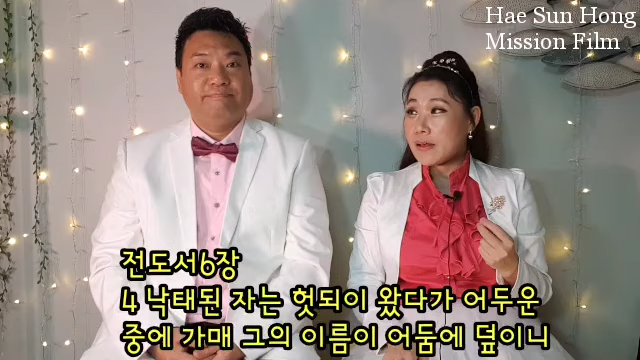 Hae Sun Hong
Mission Film
전도서6장
4 낙태된 자는 헛되이 왔다가 어두운
중에 가매 그의 이름이 어둠에 덮이니